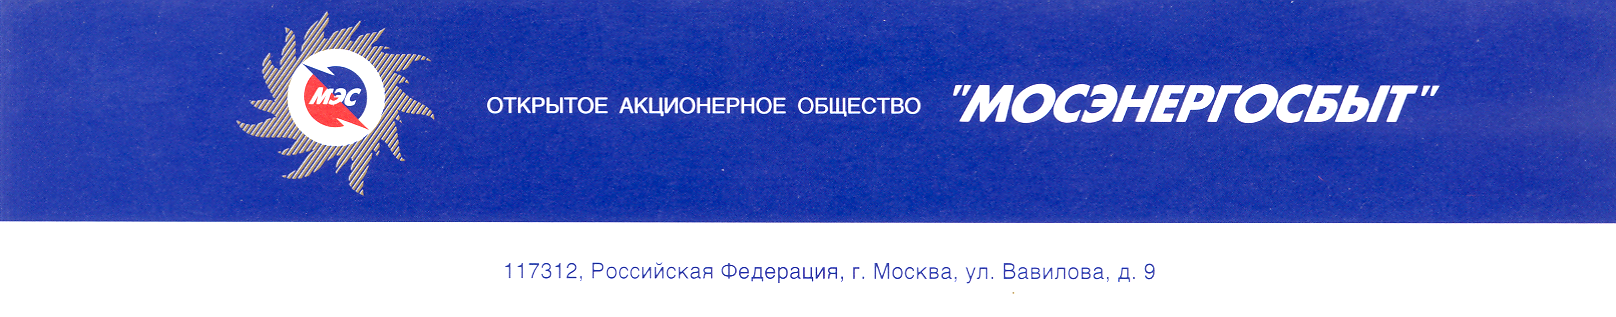 МЭС
ОТКРЫТОЕ АКЦИОНЕРНОЕ ОБЩЕСТВО "МОСЭНЕРГОСБЫТ"
117312, Российская Федерация, г. Москва, ул. Вавилова, д. 9